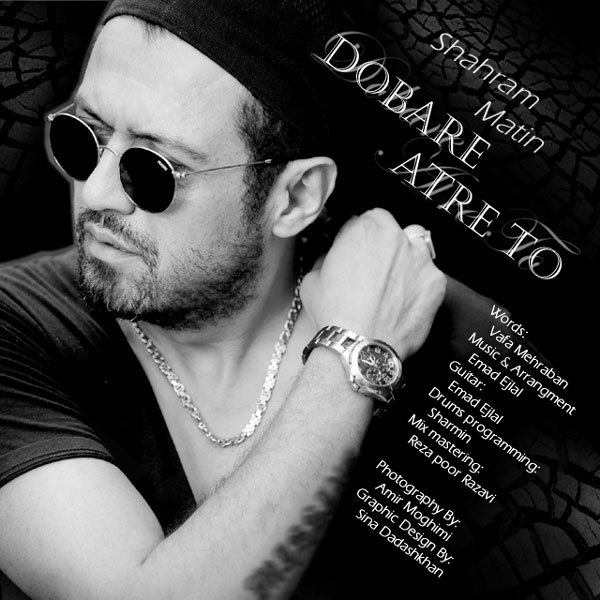 Shahram
Matin
DOBARE
ATRE TO
Words:
Vafa Mehraban
Music & Arrangment
Emad Ejlal
Guitar:
Emad Ejlal
Drums programming:
Sharmin
Mix mastering:
Reza poor Razavi
Photography By:
Amir Moghimi
Graphic Design By:
Sina Dadashkhan